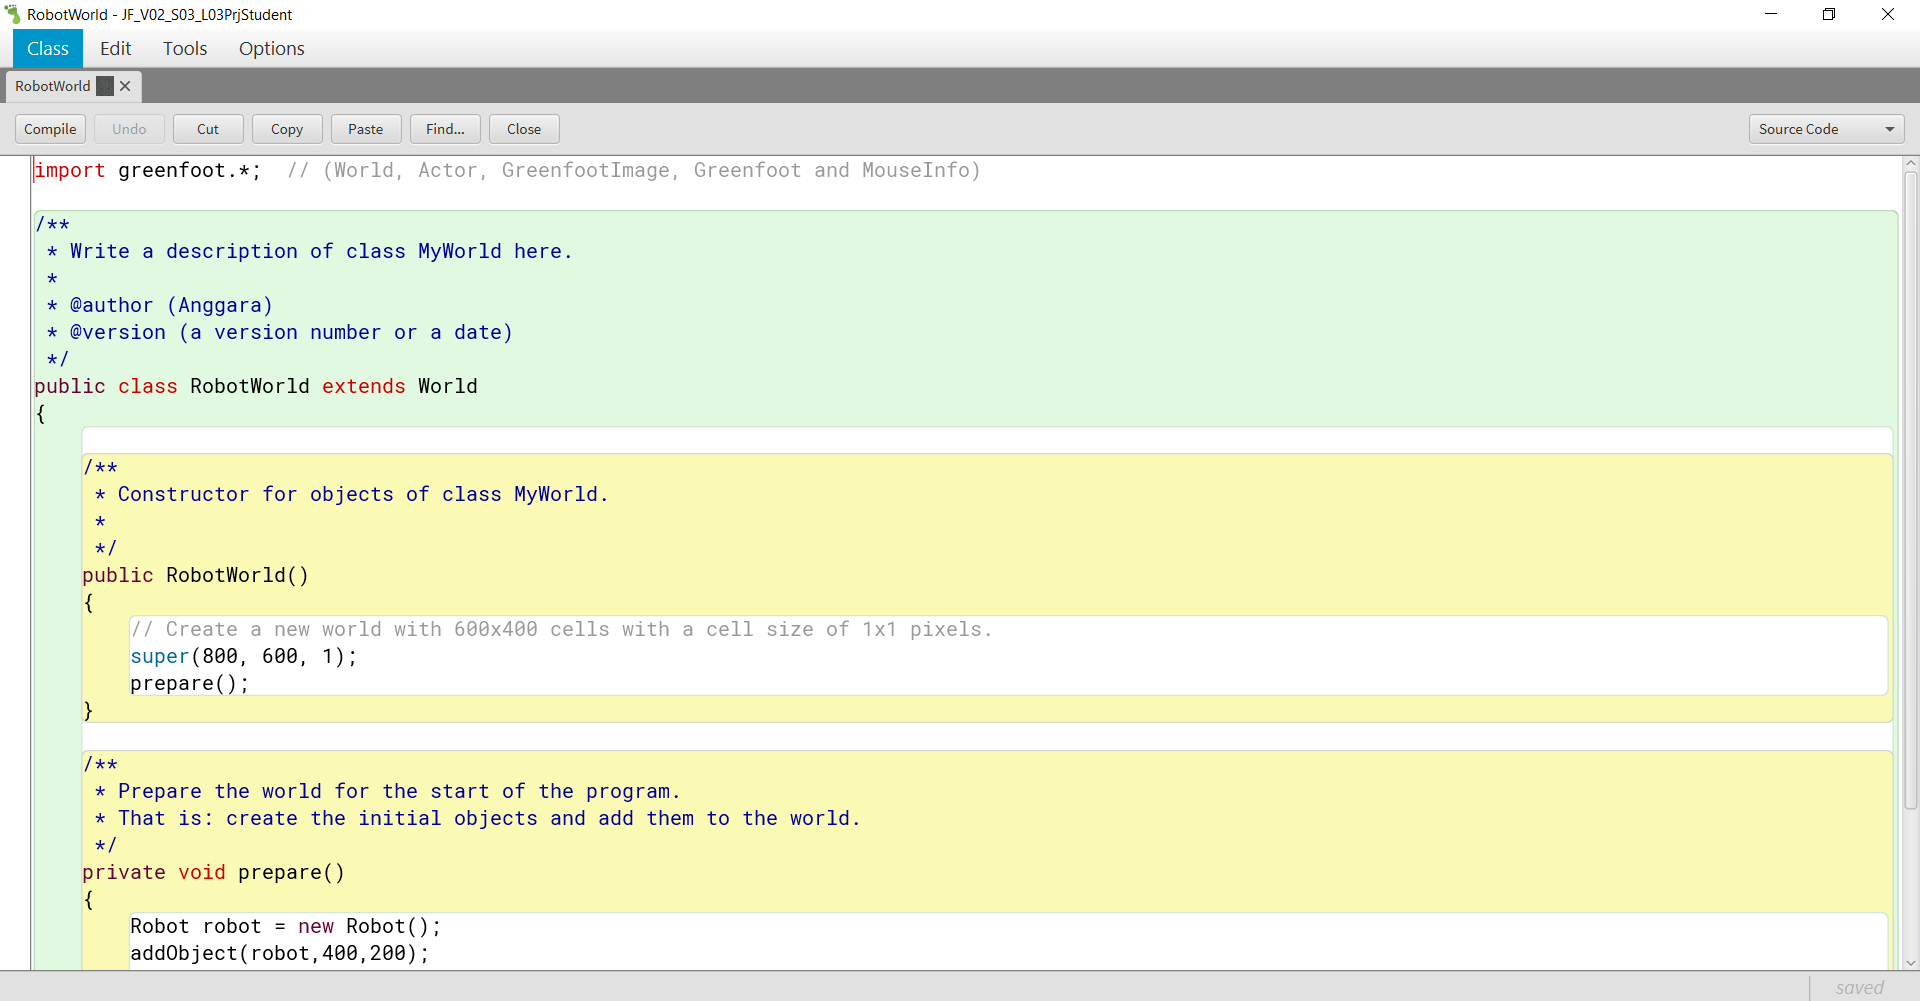 RobotWorld - JF_V02_S03_L03PrjStudent
Class Edit Tools Options
RobotWorld
Compile Undo Cut Copy Paste Find... Close Source Code
import greenfoot.*;  // (World, Actor, GreenfootImage, Greenfoot and MouseInfo)
/**
 * Write a description of class MyWorld here.
 *
 * @author (Anggara)
 * @version (a version number or a date)
 */
public class RobotWorld extends World
{
    /**
     * Constructor for objects of class MyWorld.
     *
     */
    public RobotWorld()
    {
        // Create a new world with 600x400 cells with a cell size of 1x1 pixels.
        super(800, 600, 1);
        prepare();
    }
    /**
     * Prepare the world for the start of the program.
     * That is: create the initial objects and add them to the world.
     */
    private void prepare()
    {
        Robot robot = new Robot();
        addObject(robot,400,200);
saved